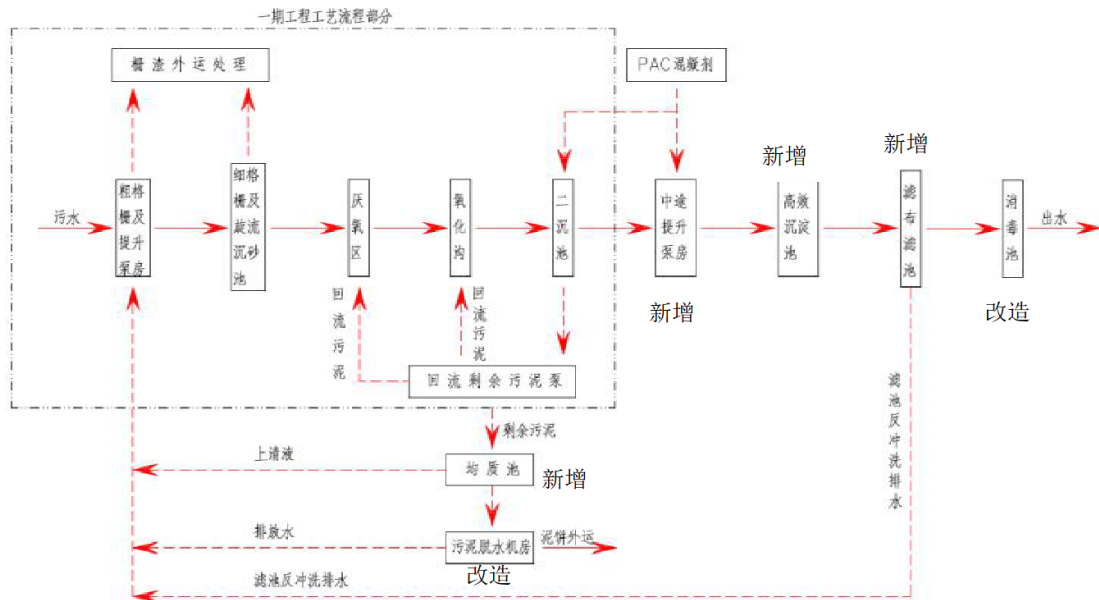 一期工程工艺流程部分
栅渣外运处理
PAC混凝剂
新增
新增
污水
粗格
栅及
提升
泵房
细格
栅及
旋流
沉砂
池
厌
氧
区
氧
化
沟
二
沉
池
中途
提升
泵房
高效
沉淀
池
滤
布
滤
池
消
毒
池
出水
新增
改造
回
流
污
泥
回
流
污
泥
回流剩余污泥泵
剩余污泥
上清液
均质池
新增
滤
池
反
冲
洗
排
水
排放水
污泥脱水机房
泥饼外运
改造
滤池反冲洗排水